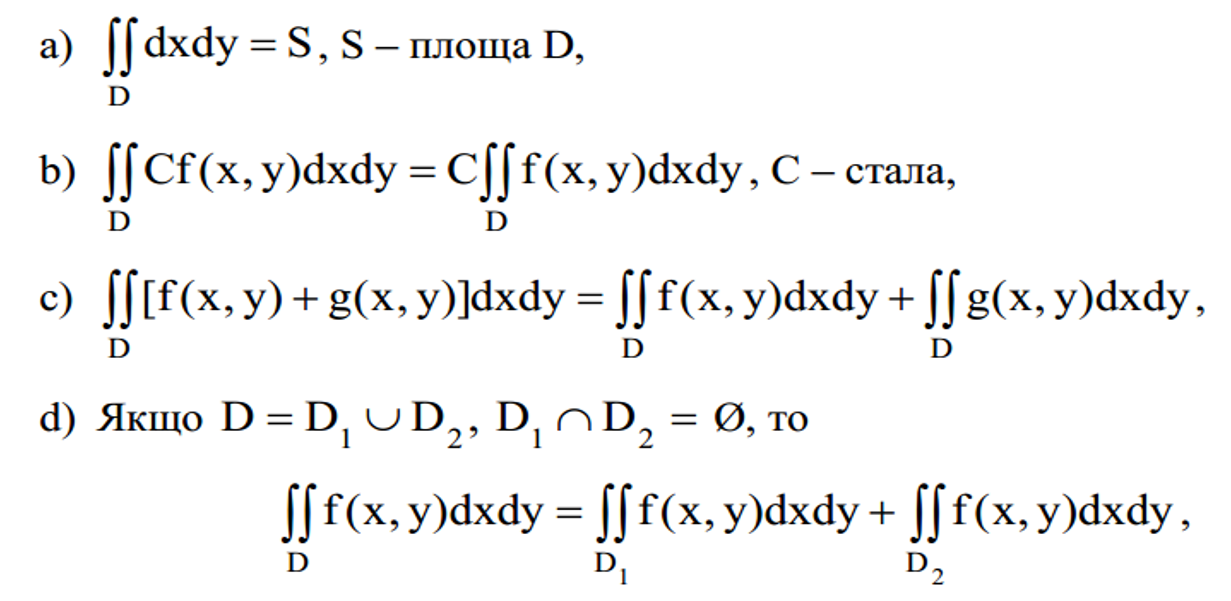 a) ∬_D dxdy = S, S – площа D,
b) ∬_D Cf(x, y)dxdy = C∬_D f(x, y)dxdy, C – стала,
c) ∬_D [f(x, y) + g(x, y)]dxdy = ∬_D f(x, y)dxdy + ∬_D g(x, y)dxdy,
d) Якщо D = D₁ ∪ D₂, D₁ ∩ D₂ = Ø, то
∬_D f(x, y)dxdy = ∬_D₁ f(x, y)dxdy + ∬_D₂ f(x, y)dxdy,